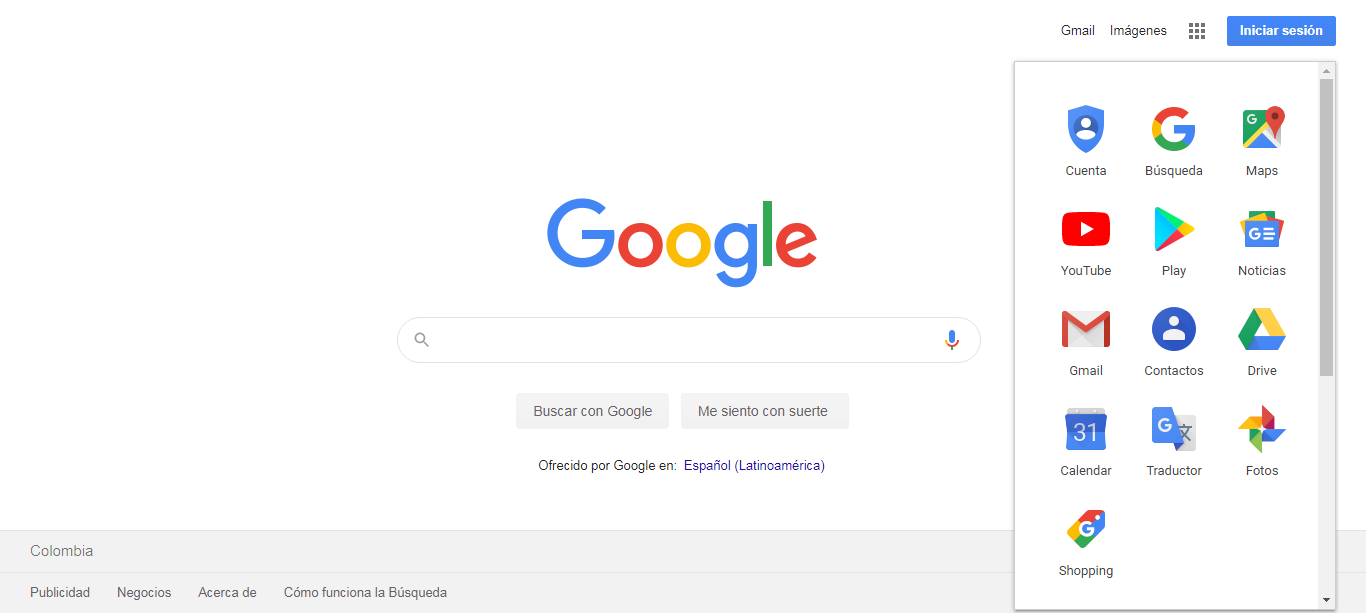 Gmail Imágenes Iniciar sesión
Google
Buscar con Google Me siento con suerte
Ofrecido por Google en: Español (Latinoamérica)
G G
Cuenta Búsqueda Maps
G
YouTube Play Noticias
Gmail Contactos Drive
31 G 文
Calendar Traductor Fotos
G
Shopping
Colombia
Publicidad Negocios Acerca de Cómo funciona la Búsqueda